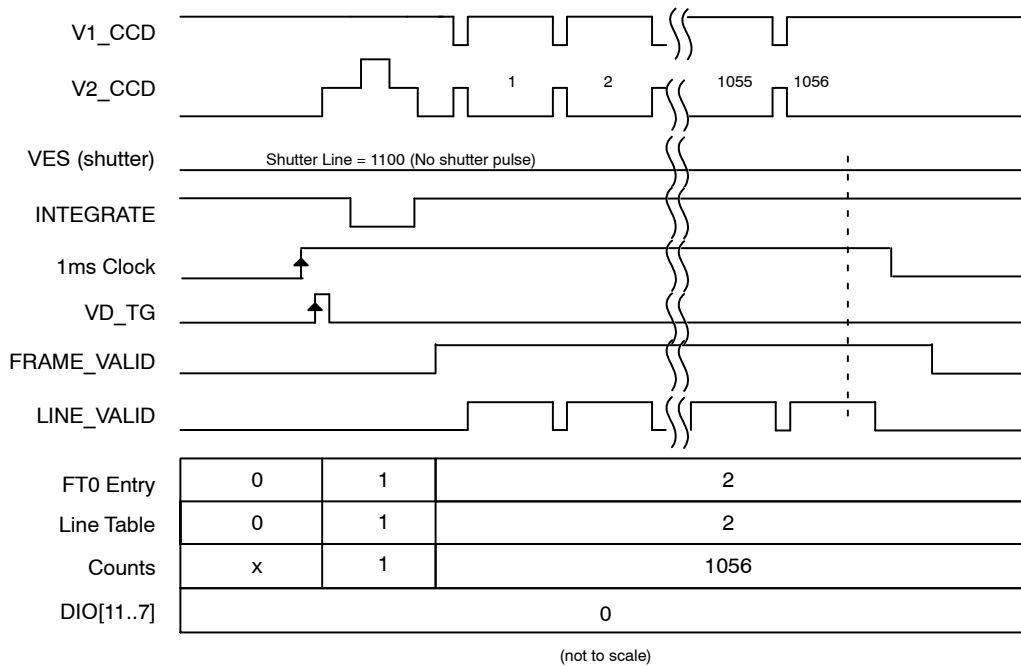 V1_CCD
V2_CCD
1 2 1055 1056
VES (shutter)
Shutter Line = 1100 (No shutter pulse)
INTEGRATE
1ms Clock
VD_TG
FRAME_VALID
LINE_VALID
FT0 Entry 0 1 2
Line Table 0 1 2
Counts x 1 1056
DIO[11..7] 0
(not to scale)